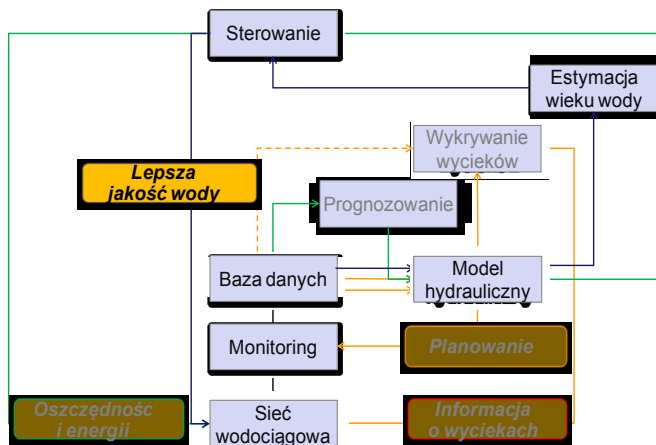 Sterowanie
Estymacja
wieku wody
Wykrywanie
wycieków
Lepsza
jakość wody
Prognozowanie
Baza danych
Model
hydrauliczny
Monitoring
Planowanie
Oszczędnośc
i energii
Sieć
wodociągowa
Informacja
o wyciekach